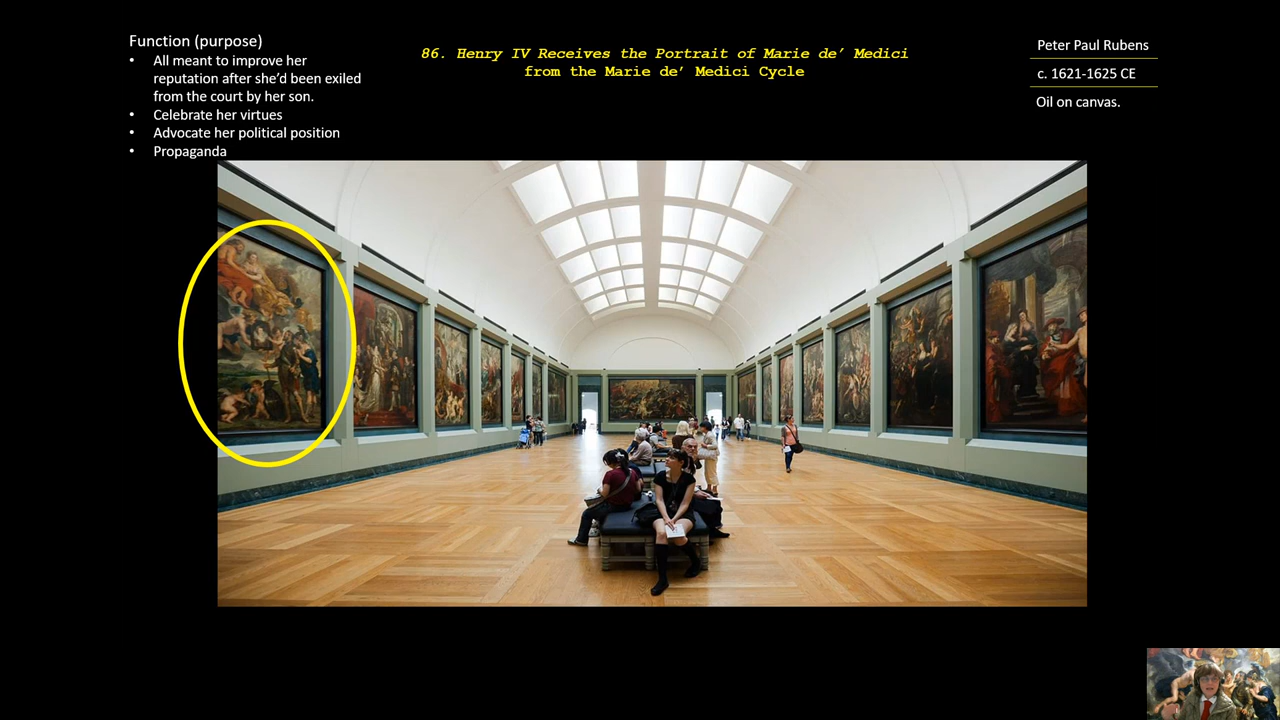 Function (purpose)
• All meant to improve her
reputation after she'd been exiled
from the court by her son.
• Celebrate her virtues
• Advocate her political position
• Propaganda
86. Henry IV Receives the Portrait of Marie de' Medici
from the Marie de' Medici Cycle
Peter Paul Rubens
c. 1621-1625 CE
Oil on canvas.